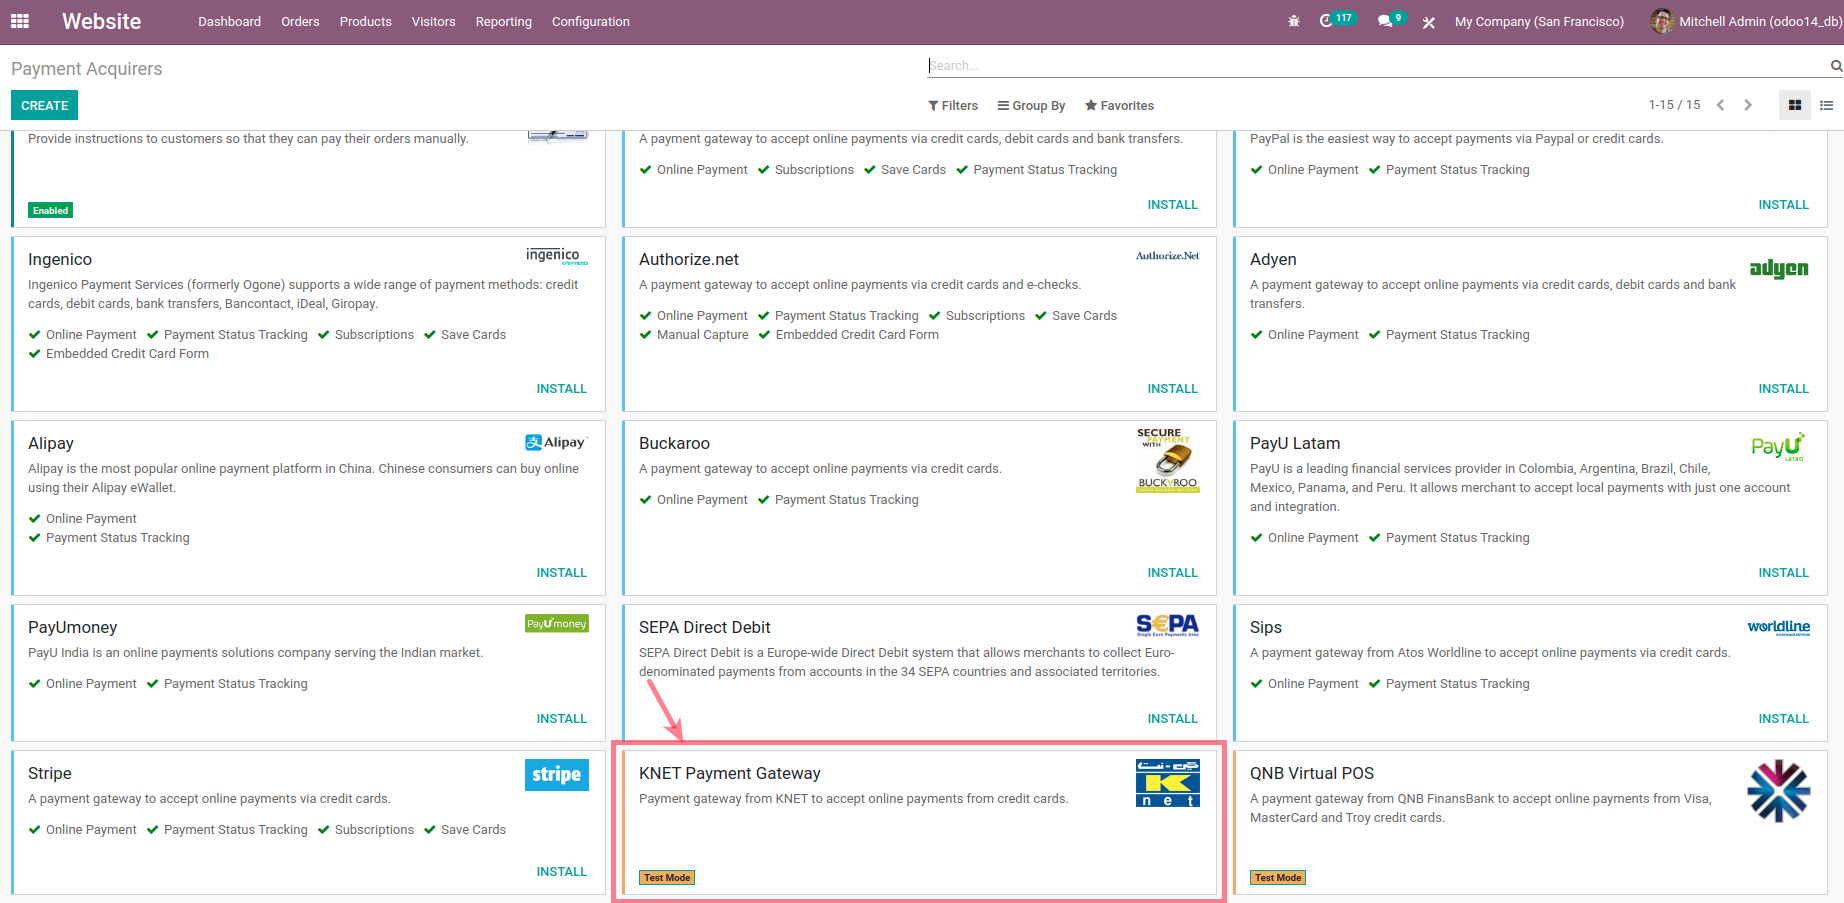 Website
Dashboard Orders Products Visitors Reporting Configuration
117 9 My Company (San Francisco) Mitchell Admin (odoo14_db)
Payment Acquirers
Search...
CREATE
Filters Group By Favorites
1-15 / 15
Provide instructions to customers so that they can pay their orders manually.
Enabled
A payment gateway to accept online payments via credit cards, debit cards and bank transfers.
Online Payment Subscriptions Save Cards Payment Status Tracking
INSTALL
PayPal is the easiest way to accept payments via Paypal or credit cards.
Online Payment Payment Status Tracking
INSTALL
Ingenico
ingenico
ePayments
Ingenico Payment Services (formerly Ogone) supports a wide range of payment methods: credit
cards, debit cards, bank transfers, Bancontact, iDeal, Giropay.
Online Payment Payment Status Tracking Subscriptions Save Cards
Embedded Credit Card Form
INSTALL
Authorize.net
Authorize.Net
A payment gateway to accept online payments via credit cards and e-checks.
Online Payment Payment Status Tracking Subscriptions Save Cards
Manual Capture Embedded Credit Card Form
INSTALL
Adyen
adyen
A payment gateway to accept online payments via credit cards, debit cards and bank
transfers.
Online Payment Payment Status Tracking
INSTALL
Alipay
支 Alipay
Alipay is the most popular online payment platform in China. Chinese consumers can buy online
using their Alipay eWallet.
Online Payment
Payment Status Tracking
INSTALL
Buckaroo
SECURE
PAYMENT
WITH
BUCKAROO
A payment gateway to accept online payments via credit cards.
Online Payment Payment Status Tracking
INSTALL
PayU Latam
PayU
LATAM
PayU is a leading financial services provider in Colombia, Argentina, Brazil, Chile,
Mexico, Panama, and Peru. It allows merchant to accept local payments with just one account
and integration.
Online Payment Payment Status Tracking
INSTALL
PayUmoney
PayUmoney
PayU India is an online payments solutions company serving the Indian market.
Online Payment Payment Status Tracking
INSTALL
SEPA Direct Debit
S€PA
Single Euro Payments Area
SEPA Direct Debit is a Europe-wide Direct Debit system that allows merchants to collect Euro-
denominated payments from accounts in the 34 SEPA countries and associated territories.
INSTALL
Sips
worldline
e-payment services
A payment gateway from Atos Worldline to accept online payments via credit cards.
Online Payment Payment Status Tracking
INSTALL
Stripe
stripe
A payment gateway to accept online payments via credit cards.
Online Payment Payment Status Tracking Subscriptions Save Cards
INSTALL
KNET Payment Gateway
كي-نت
K
net
Payment gateway from KNET to accept online payments from credit cards.
Test Mode
QNB Virtual POS
A payment gateway from QNB FinansBank to accept online payments from Visa,
MasterCard and Troy credit cards.
Test Mode